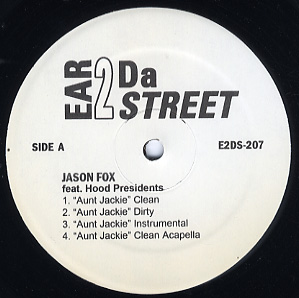 EAR 2 Da
STREET
SIDE A
E2DS-207
JASON FOX
feat. Hood Presidents
1. "Aunt Jackie" Clean
2. "Aunt Jackie" Dirty
3. "Aunt Jackie" Instrumental
4. "Aunt Jackie" Clean Acapella